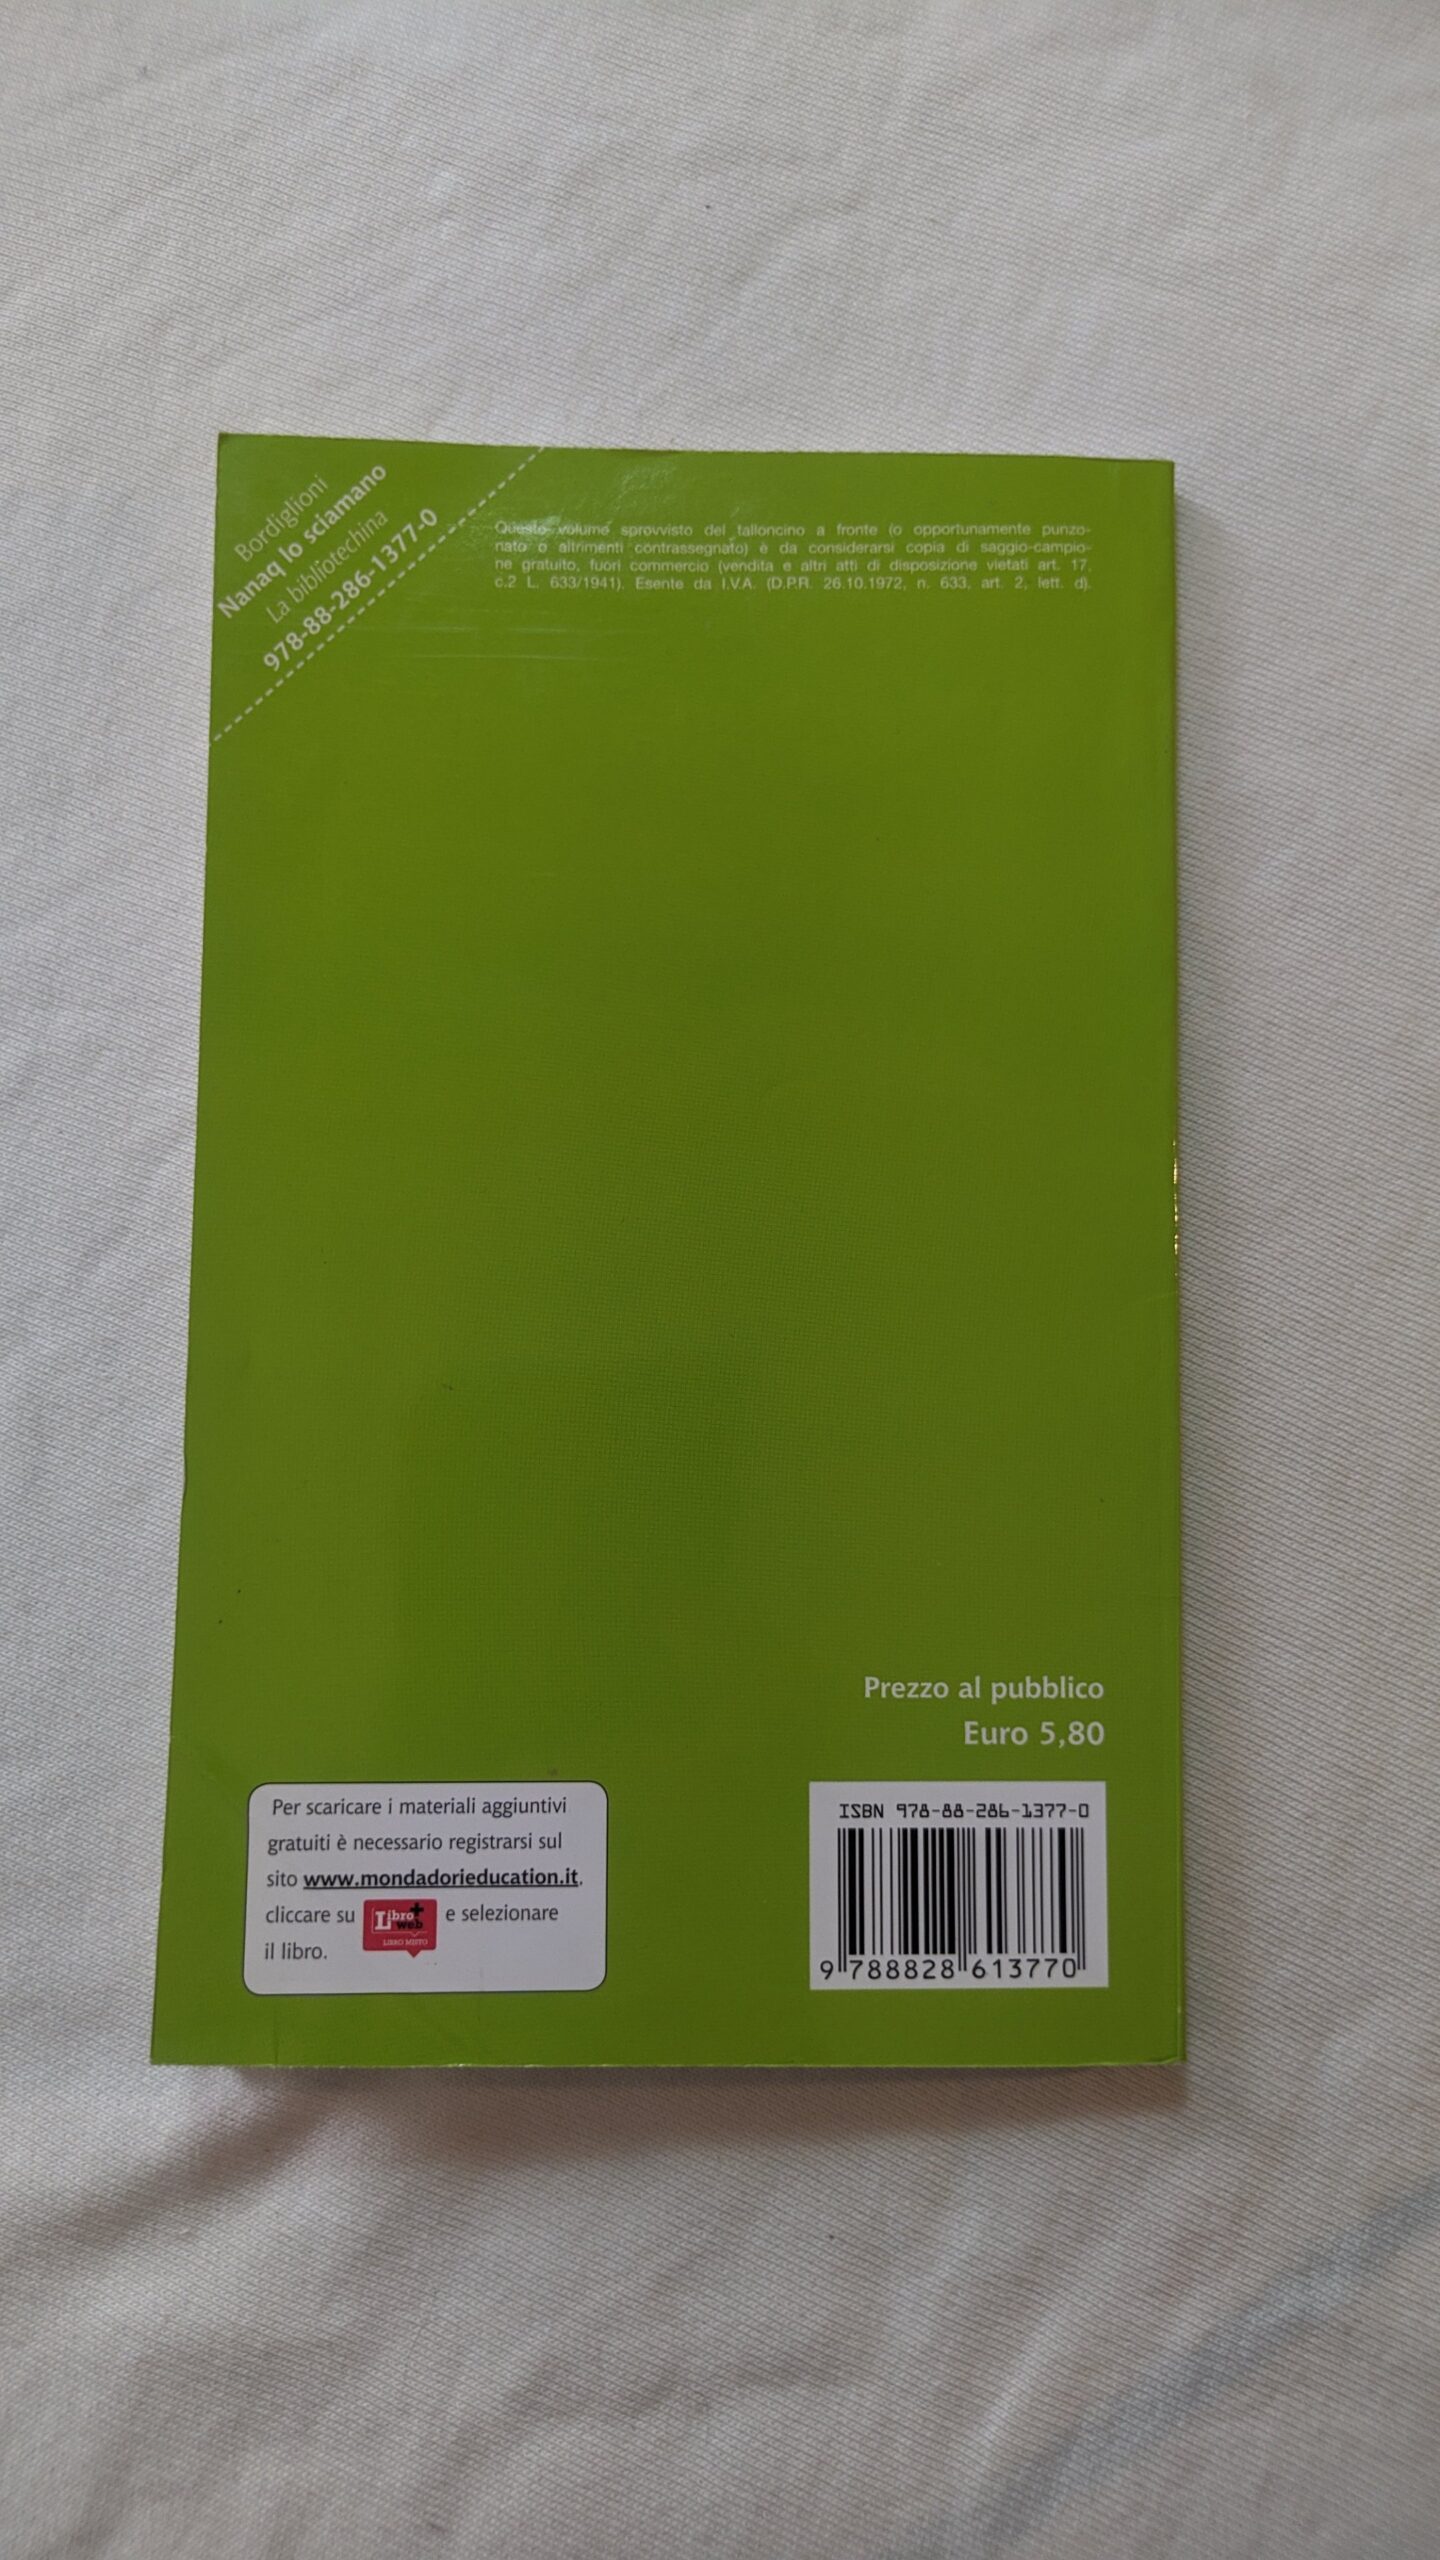 Bordiglioni
Nanaq lo sciamano
La bibliotechina
978-88-286-1377-0
Questo volume sprovvisto del talloncino a fronte (o opportunamente punzo-
nato o altrimenti contrassegnato) è da considerarsi copia di saggio-campio-
ne gratuito, fuori commercio (vendita e altri atti di disposizione vietati art. 17,
c.2 L. 633/1941). Esente da I.V.A. (D.P.R. 26.10.1972, n. 633, art. 2, lett. d).
Prezzo al pubblico
Euro 5,80
Per scaricare i materiali aggiuntivi
gratuiti è necessario registrarsi sul
sito www.mondadorieducation.it,
cliccare su Libro+ web LIBRO MISTO e selezionare
il libro.
ISBN 978-88-286-1377-0
9 788828 613770